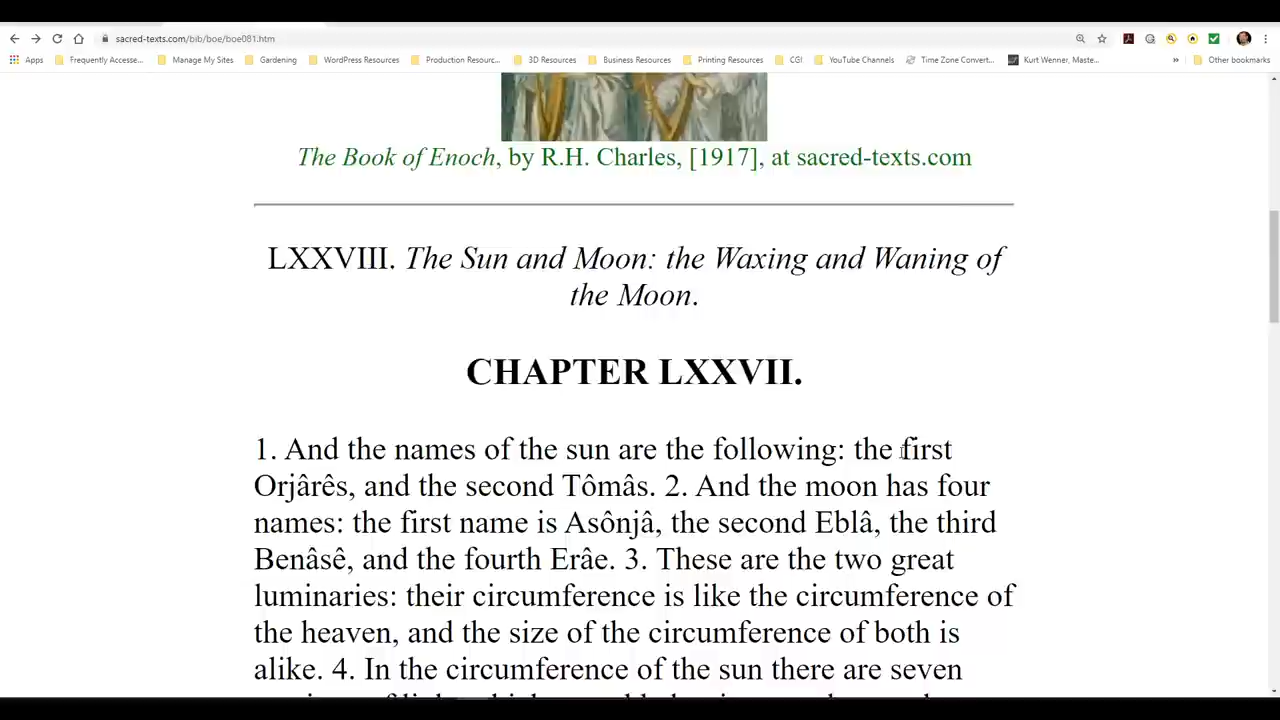 sacred-texts.com/bib/boe/boe081.htm
Apps Frequently Accesse... Manage My Sites Gardening WordPress Resources Production Resourc... 3D Resources Business Resources Printing Resources CGI YouTube Channels Time Zone Convert... Kurt Wenner, Maste... » Other bookmarks
The Book of Enoch, by R.H. Charles, [1917], at sacred-texts.com
LXXVIII. The Sun and Moon: the Waxing and Waning of
the Moon.
CHAPTER LXXVII.
1. And the names of the sun are the following: the first
Orjârês, and the second Tômâs. 2. And the moon has four
names: the first name is Asônjâ, the second Eblâ, the third
Benâsê, and the fourth Erâe. 3. These are the two great
luminaries: their circumference is like the circumference of
the heaven, and the size of the circumference of both is
alike. 4. In the circumference of the sun there are seven